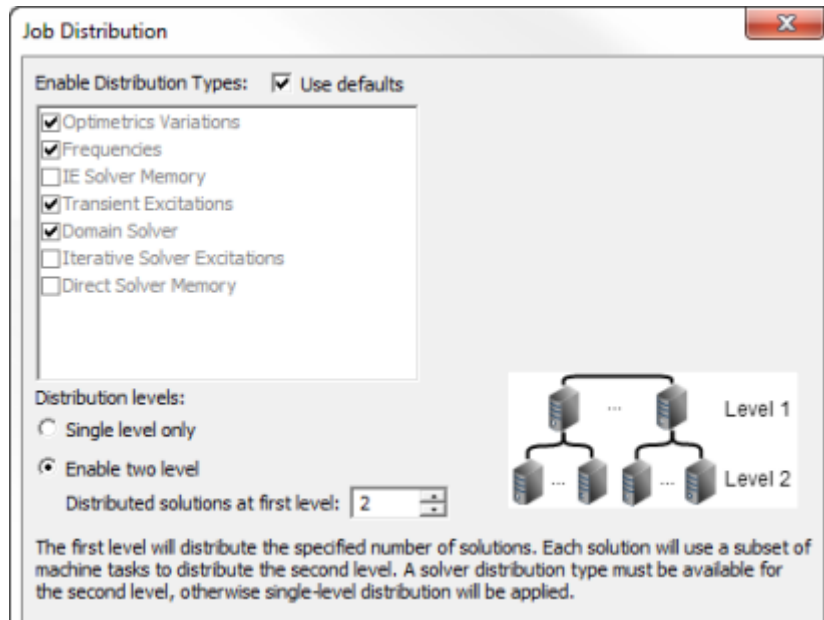 Job Distribution
Enable Distribution Types: Use defaults
Optimetrics Variations
Frequencies
IE Solver Memory
Transient Excitations
Domain Solver
Iterative Solver Excitations
Direct Solver Memory
Distribution levels:
Single level only
... Level 1
Enable two level
... ... Level 2
Distributed solutions at first level: 2
The first level will distribute the specified number of solutions. Each solution will use a subset of
machine tasks to distribute the second level. A solver distribution type must be available for
the second level, otherwise single-level distribution will be applied.